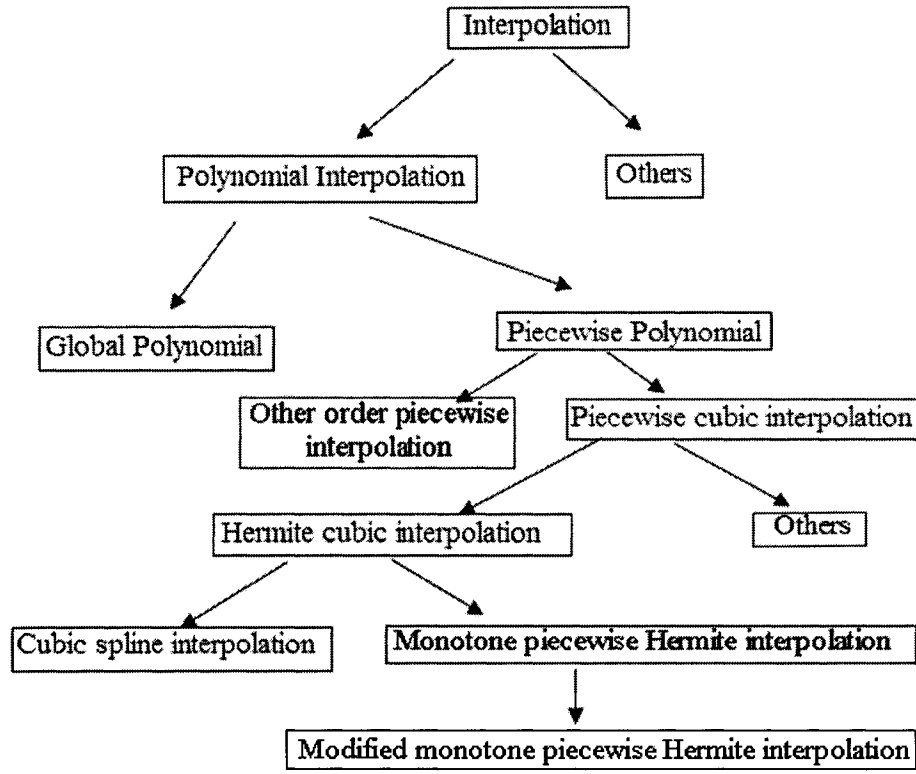 Interpolation
Polynomial Interpolation
Others
Global Polynomial
Piecewise Polynomial
Other order piecewise
interpolation
Piecewise cubic interpolation
Hermite cubic interpolation
Others
Cubic spline interpolation
Monotone piecewise Hermite interpolation
Modified monotone piecewise Hermite interpolation